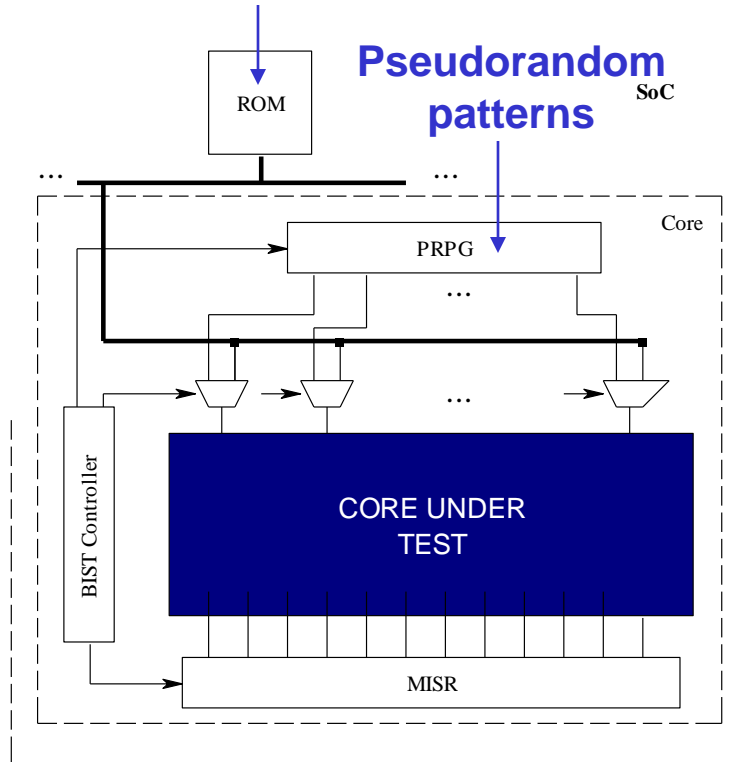 Pseudorandom
patterns
SoC
ROM
...
...
Core
PRPG
...
...
BIST Controller
CORE UNDER
TEST
MISR